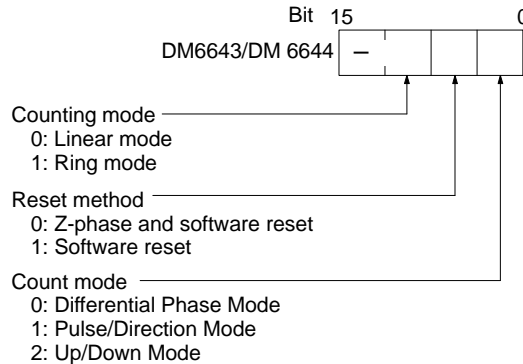 Bit 15 0
DM6643/DM 6644 –
Counting mode
0: Linear mode
1: Ring mode
Reset method
0: Z-phase and software reset
1: Software reset
Count mode
0: Differential Phase Mode
1: Pulse/Direction Mode
2: Up/Down Mode